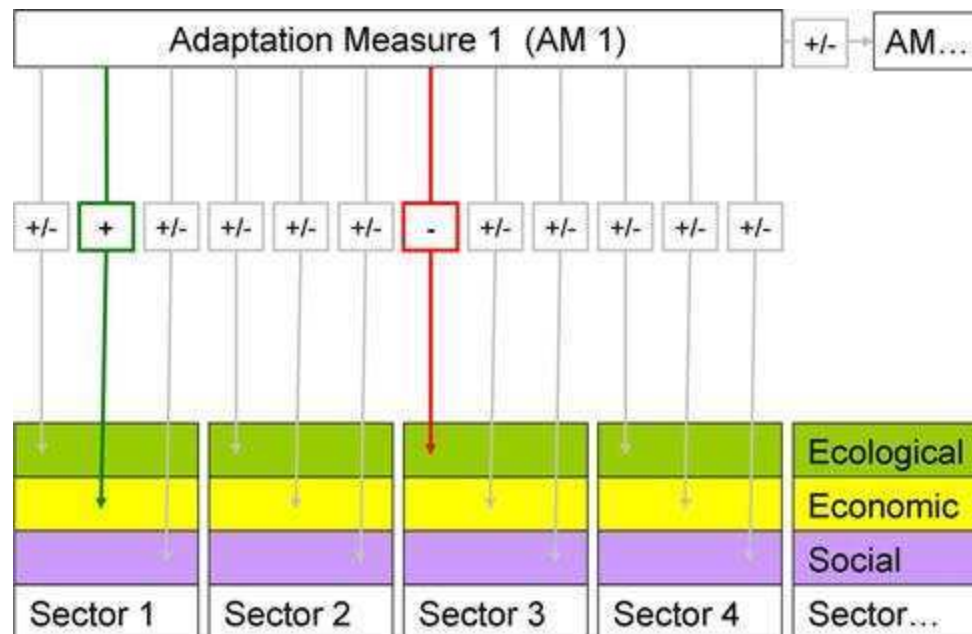 Adaptation Measure 1 (AM 1) +/- AM...
+/- + +/- +/- +/- +/- - +/- +/- +/- +/- +/-
Ecological
Economic
Social
Sector 1 Sector 2 Sector 3 Sector 4 Sector...